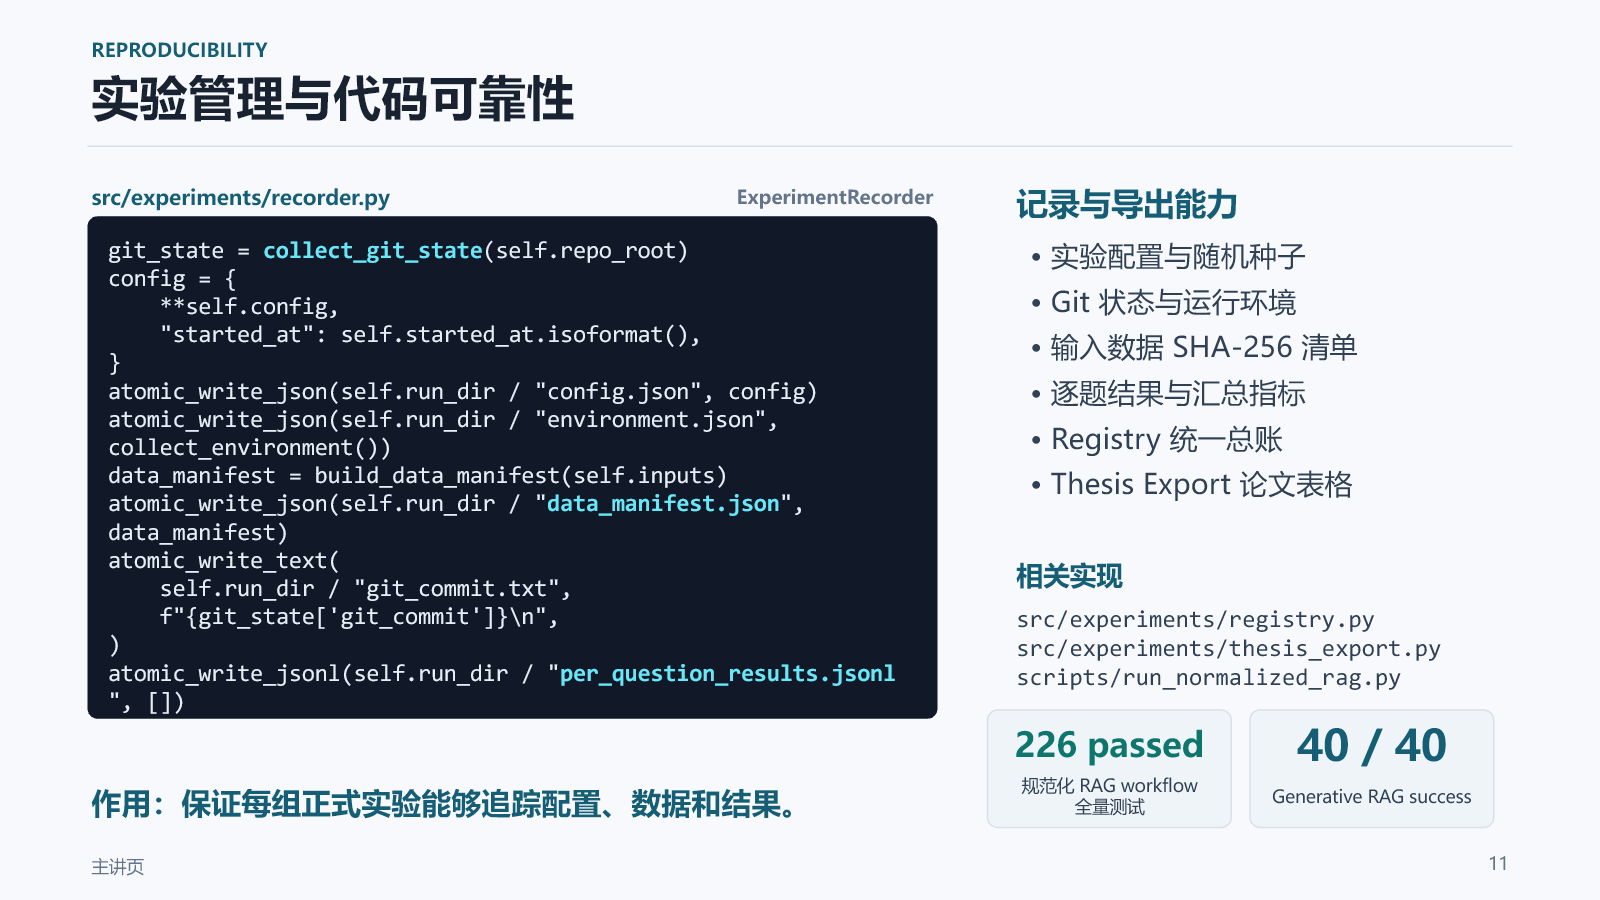 REPRODUCIBILITY
实验管理与代码可靠性
src/experiments/recorder.py
ExperimentRecorder
git_state = collect_git_state(self.repo_root)
config = {
    **self.config,
    "started_at": self.started_at.isoformat(),
}
atomic_write_json(self.run_dir / "config.json", config)
atomic_write_json(self.run_dir / "environment.json",
collect_environment())
data_manifest = build_data_manifest(self.inputs)
atomic_write_json(self.run_dir / "data_manifest.json",
data_manifest)
atomic_write_text(
    self.run_dir / "git_commit.txt",
    f"{git_state['git_commit']}\n",
)
atomic_write_jsonl(self.run_dir / "per_question_results.jsonl
", [])
作用：保证每组正式实验能够追踪配置、数据和结果。
记录与导出能力
• 实验配置与随机种子
• Git 状态与运行环境
• 输入数据 SHA-256 清单
• 逐题结果与汇总指标
• Registry 统一总账
• Thesis Export 论文表格
相关实现
src/experiments/registry.py
src/experiments/thesis_export.py
scripts/run_normalized_rag.py
226 passed
规范化 RAG workflow
全量测试
40 / 40
Generative RAG success
主讲页
11